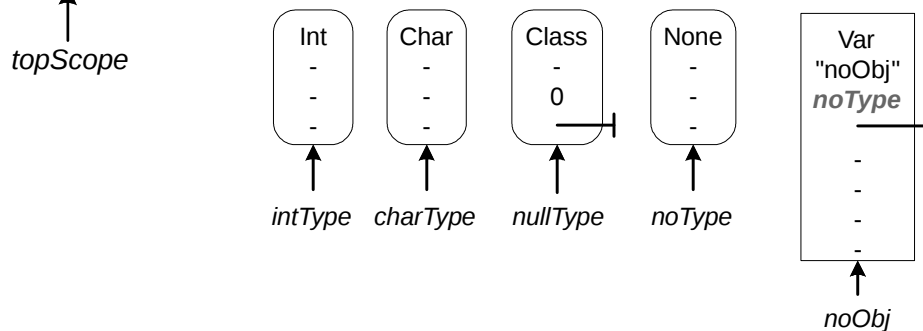 topScope
Int
-
-
-
intType
Char
-
-
-
charType
Class
-
0
nullType
None
-
-
-
noType
Var
"noObj"
noType
-
-
-
-
noObj